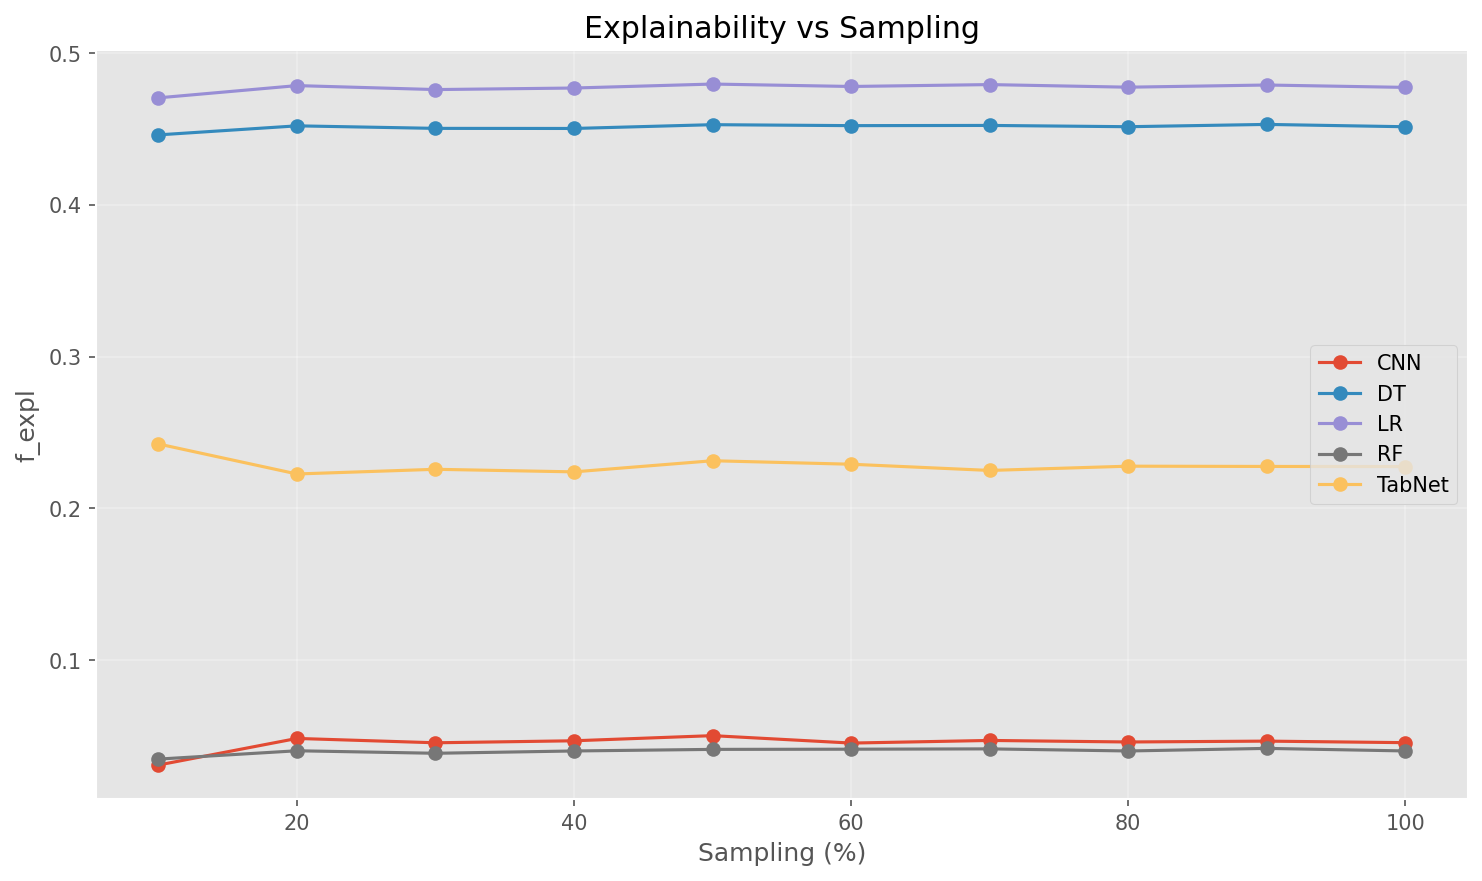 Explainability vs Sampling
0.5
0.4
0.3
0.2
0.1
f_expl
CNN
DT
LR
RF
TabNet
20 40 60 80 100
Sampling (%)